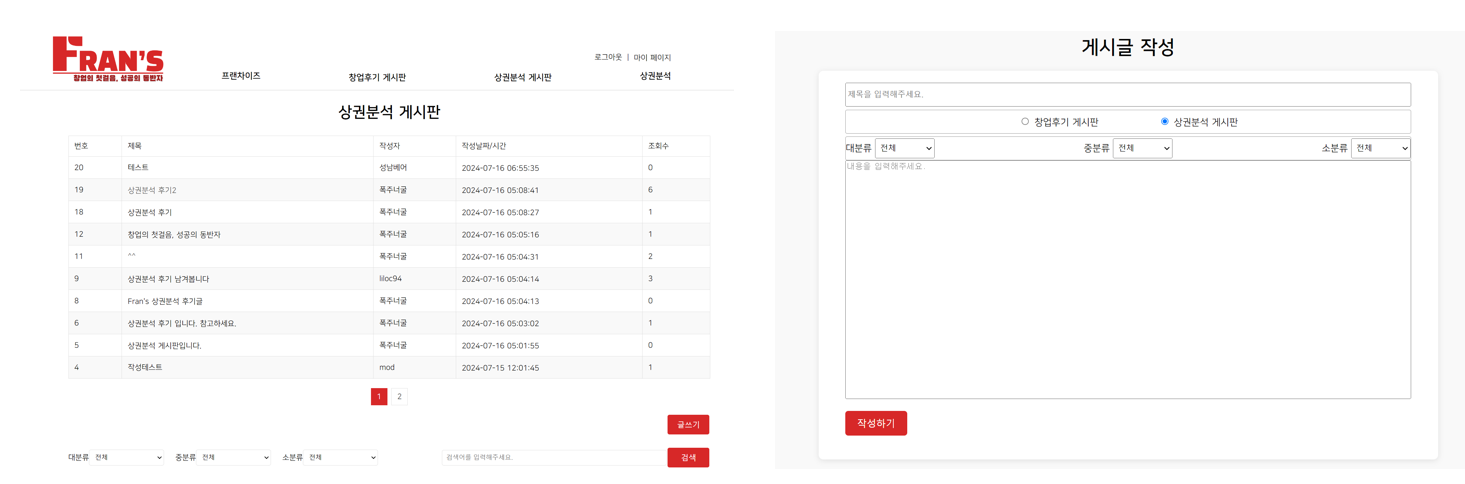 FRAN'S
창업의 첫걸음, 성공의 동반자
로그아웃 | 마이 페이지
프랜차이즈 창업후기 게시판 상권분석 게시판 상권분석
상권분석 게시판
번호 제목 작성자 작성날짜/시간 조회수
20 테스트 성남베어 2024-07-16 06:55:35 0
19 상권분석 후기2 폭주너굴 2024-07-16 05:08:41 6
18 상권분석 후기 폭주너굴 2024-07-16 05:08:27 1
12 창업의 첫걸음, 성공의 동반자 폭주너굴 2024-07-16 05:05:16 1
11 ^^ 폭주너굴 2024-07-16 05:04:31 2
9 상권분석 후기 남겨봅니다 liloc94 2024-07-16 05:04:14 3
8 Fran's 상권분석 후기글 폭주너굴 2024-07-16 05:04:13 0
6 상권분석 후기 입니다. 참고하세요. 폭주너굴 2024-07-16 05:03:02 1
5 상권분석 게시판입니다. 폭주너굴 2024-07-16 05:01:55 0
4 작성테스트 mod 2024-07-15 12:01:45 1
1 2
글쓰기
대분류 전체 중분류 전체 소분류 전체 검색어를 입력해주세요. 검색
게시글 작성
제목을 입력해주세요.
창업후기 게시판 상권분석 게시판
대분류 전체 중분류 전체 소분류 전체
내용을 입력해주세요.
작성하기